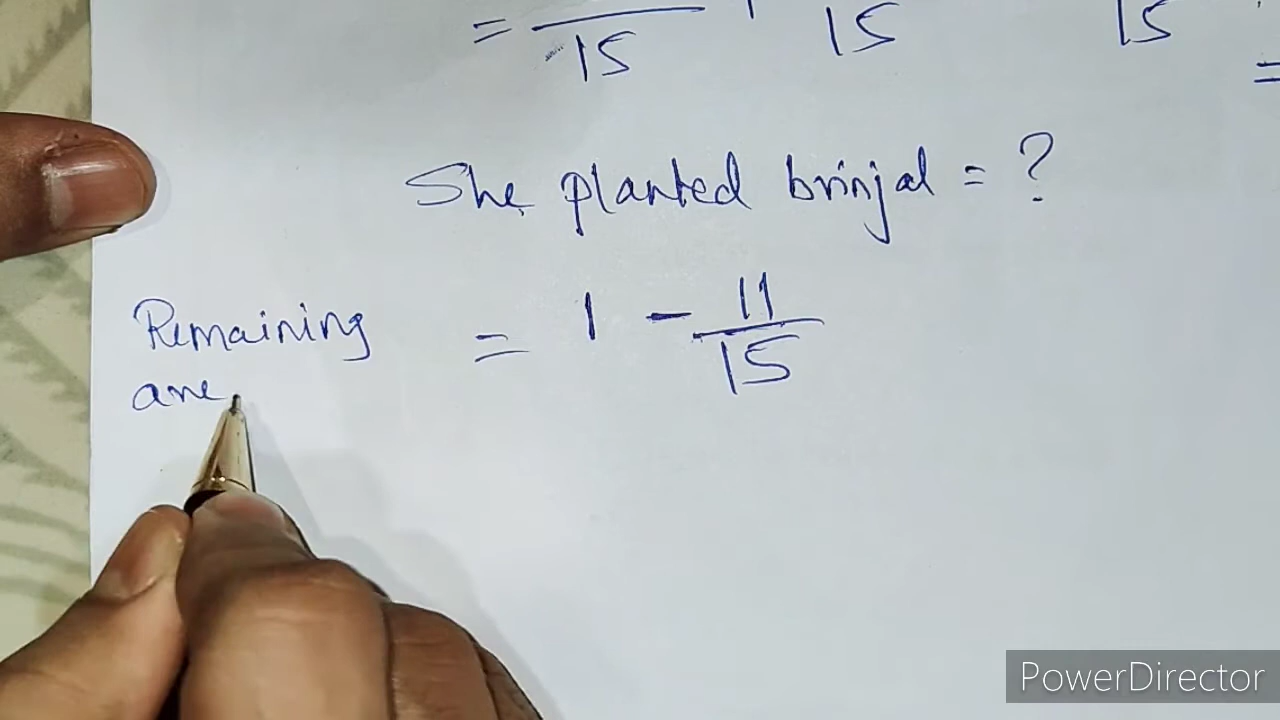 = 15 15 15
=
She planted brinjal = ?
Remaining = 1 - 11/15
are
PowerDirector